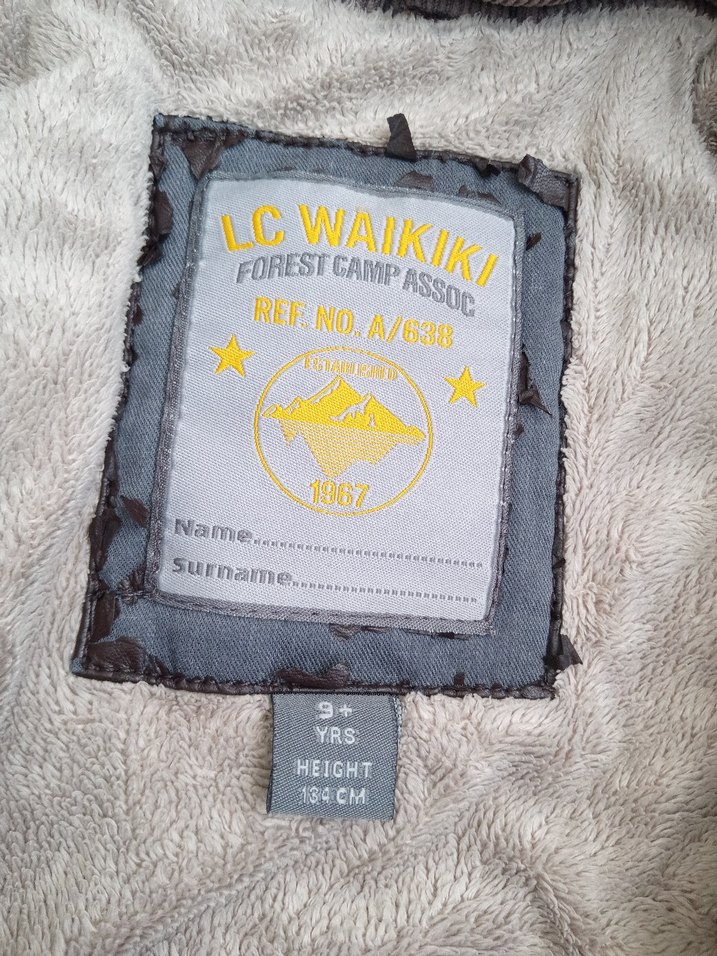 LC WAIKIKI
FOREST CAMP ASSOC
REF. NO. A/638
ESTABLISHED
1967
Name............................
Surname......................
9+
YRS
HEIGHT
134 CM